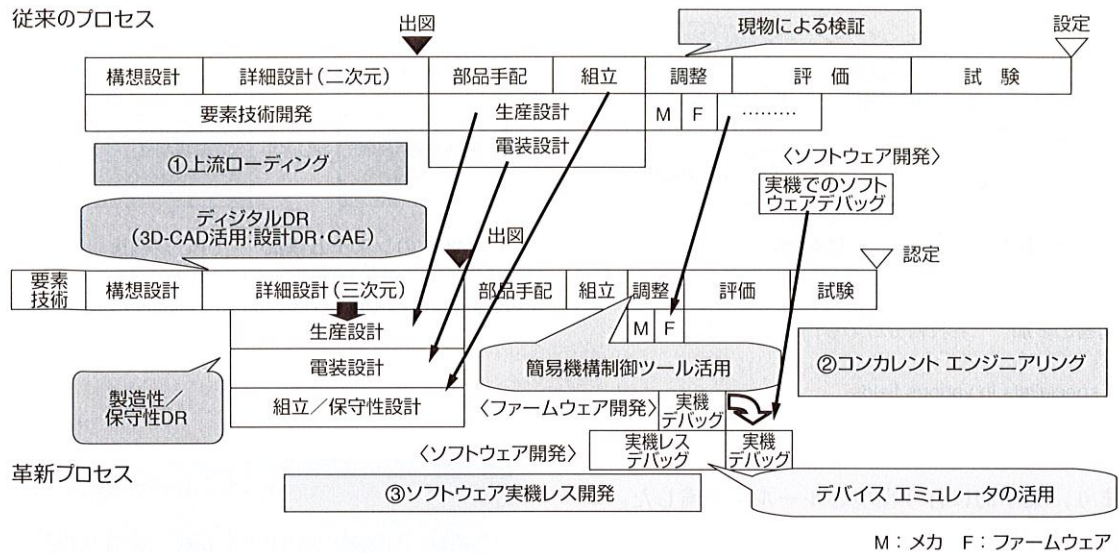 従来のプロセス
出図
現物による検証
設定
構想設計
詳細設計（二次元）
部品手配
組立
調整
評 価
試 験
要素技術開発
生産設計
M
F
………
電装設計
①上流ローディング
〈ソフトウェア開発〉
実機でのソフト
ウェアデバッグ
ディジタルDR
（3D-CAD活用：設計DR・CAE）
出図
認定
要素
技術
構想設計
詳細設計（三次元）
部品手配
組立
調整
評価
試験
生産設計
M
F
電装設計
簡易機構制御ツール活用
②コンカレント エンジニアリング
製造性／
保守性DR
組立／保守性設計
〈ファームウェア開発〉
実機
デバッグ
〈ソフトウェア開発〉
実機レス
デバッグ
実機
デバッグ
革新プロセス
③ソフトウェア実機レス開発
デバイス エミュレータの活用
M：メカ F：ファームウェア